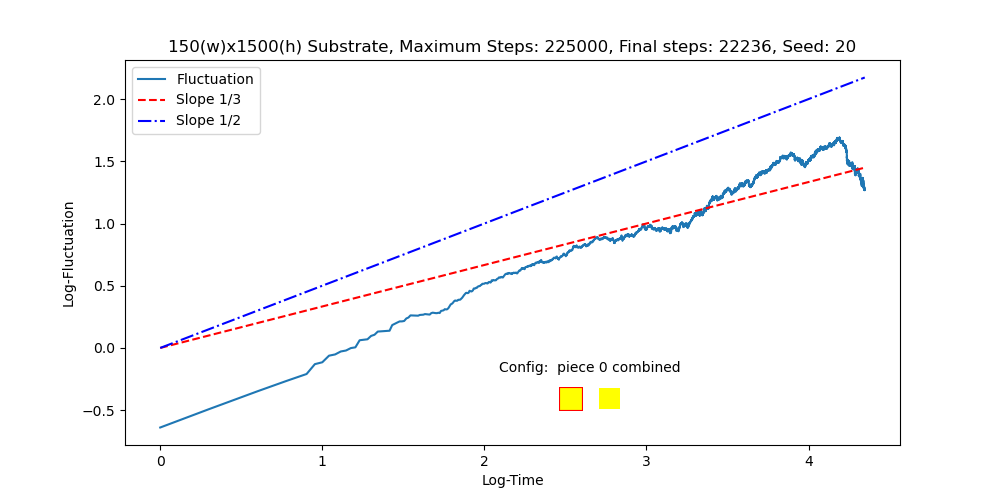 150(w)x1500(h) Substrate, Maximum Steps: 225000, Final steps: 22236, Seed: 20
Fluctuation
Slope 1/3
Slope 1/2
2.0
1.5
1.0
0.5
0.0
−0.5
Log-Fluctuation
Config:  piece 0 combined
0
1
2
3
4
Log-Time